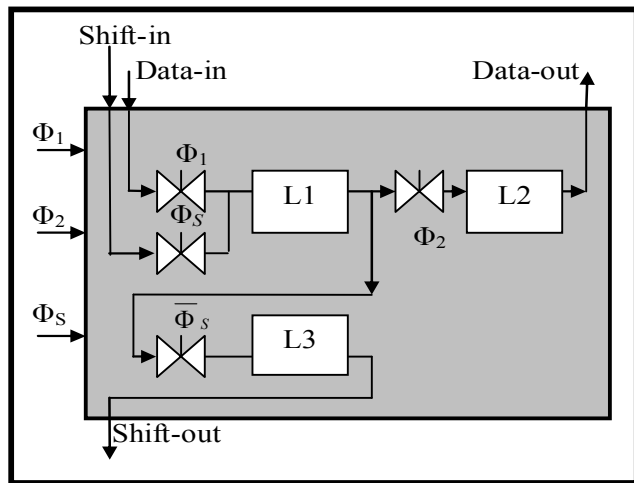 Shift-in
Data-in
Data-out
Φ1
Φ1
ΦS
L1
L2
Φ2
Φ2
ΦS
Φ̅ S
L3
Shift-out